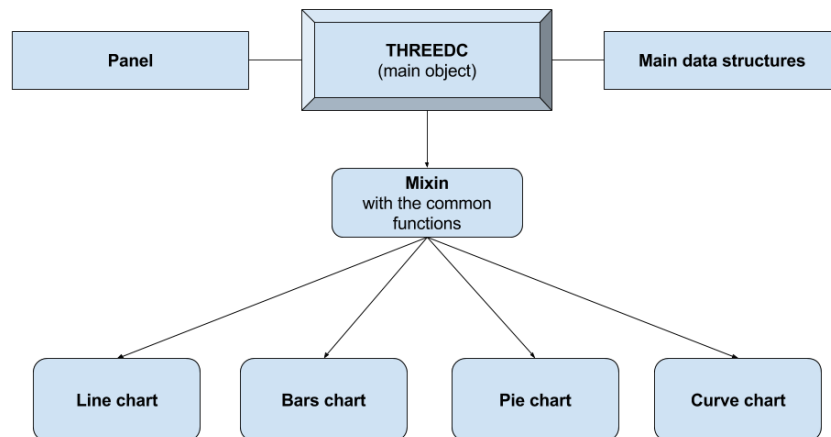 Panel
THREEDC
(main object)
Main data structures
Mixin
with the common
functions
Line chart
Bars chart
Pie chart
Curve chart